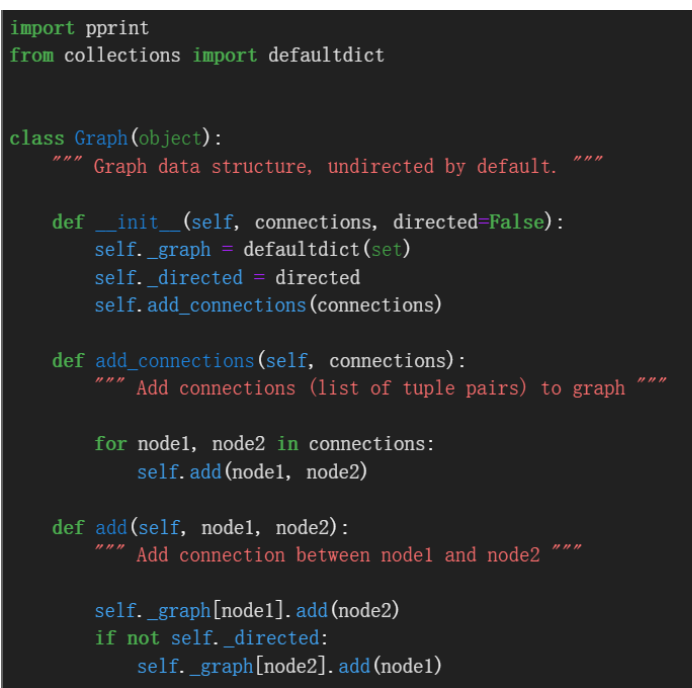 import pprint
from collections import defaultdict
class Graph(object):
    """ Graph data structure, undirected by default. """
    def __init__(self, connections, directed=False):
        self._graph = defaultdict(set)
        self._directed = directed
        self.add_connections(connections)
    def add_connections(self, connections):
        """ Add connections (list of tuple pairs) to graph """
        for node1, node2 in connections:
            self.add(node1, node2)
    def add(self, node1, node2):
        """ Add connection between node1 and node2 """
        self._graph[node1].add(node2)
        if not self._directed:
            self._graph[node2].add(node1)